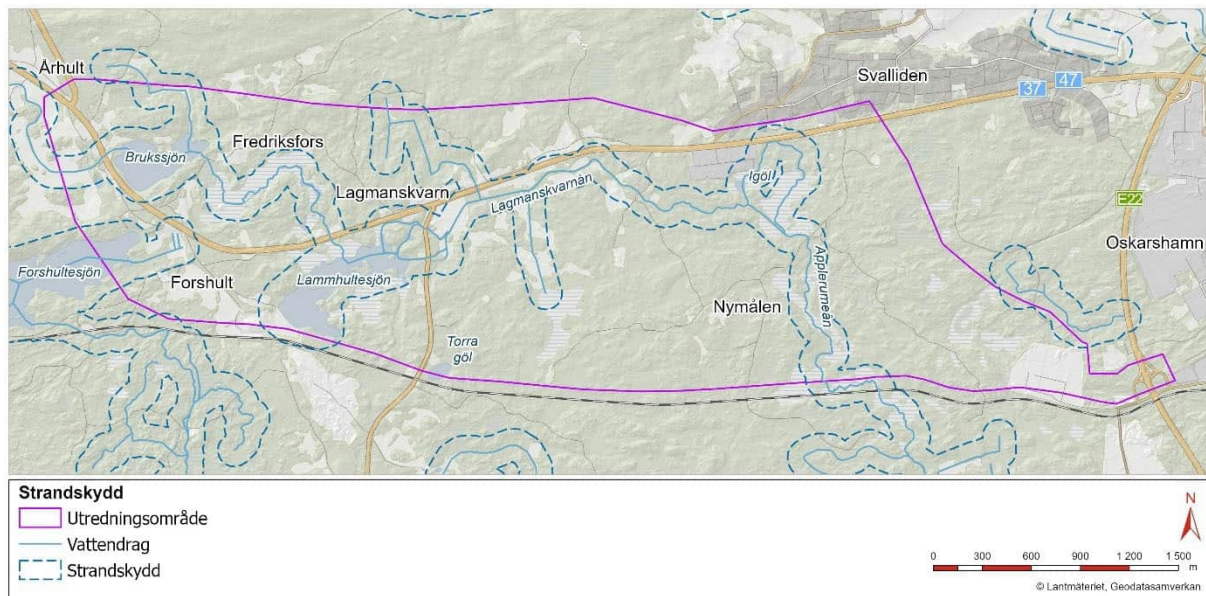 Svalliden
Århult
37
47
Fredriksfors
Brukssjön
Lagmanskvarn
Igöl
Lagmanskvarnån
E22
Oskarshamn
Forshultesjön
Forshult
Lammhultesjön
Applerumeån
Nymålen
Torra
göl
Strandskydd
Utredningsområde
Vattendrag
Strandskydd
N
0 300 600 900 1 200 1 500
m
© Lantmäteriet, Geodatasamverkan